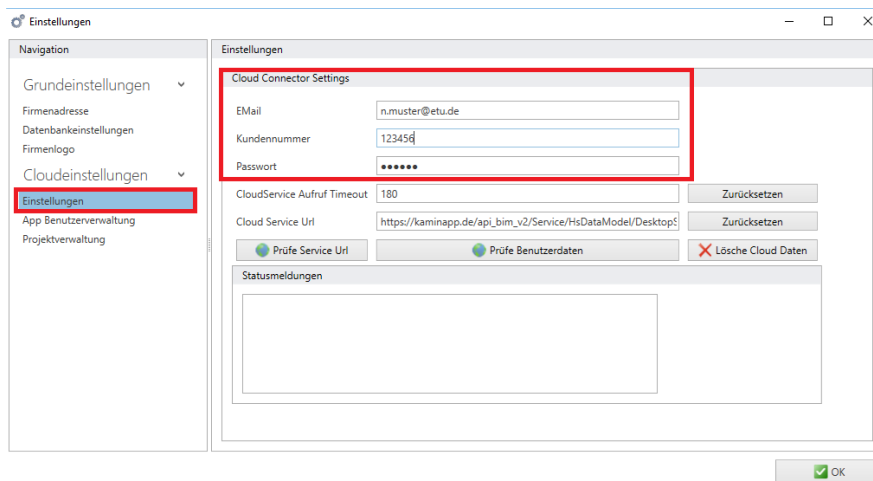 Einstellungen
Navigation
Grundeinstellungen
Firmenadresse
Datenbankeinstellungen
Firmenlogo
Cloudeinstellungen
Einstellungen
App Benutzerverwaltung
Projektverwaltung
Einstellungen
Cloud Connector Settings
EMail n.muster@etu.de
Kundennummer 123456
Passwort ●●●●●●
CloudService Aufruf Timeout 180 Zurücksetzen
Cloud Service Url https://kaminapp.de/api_bim_v2/Service/HsDataModel/DesktopS Zurücksetzen
Prüfe Service Url Prüfe Benutzerdaten Lösche Cloud Daten
Statusmeldungen
OK